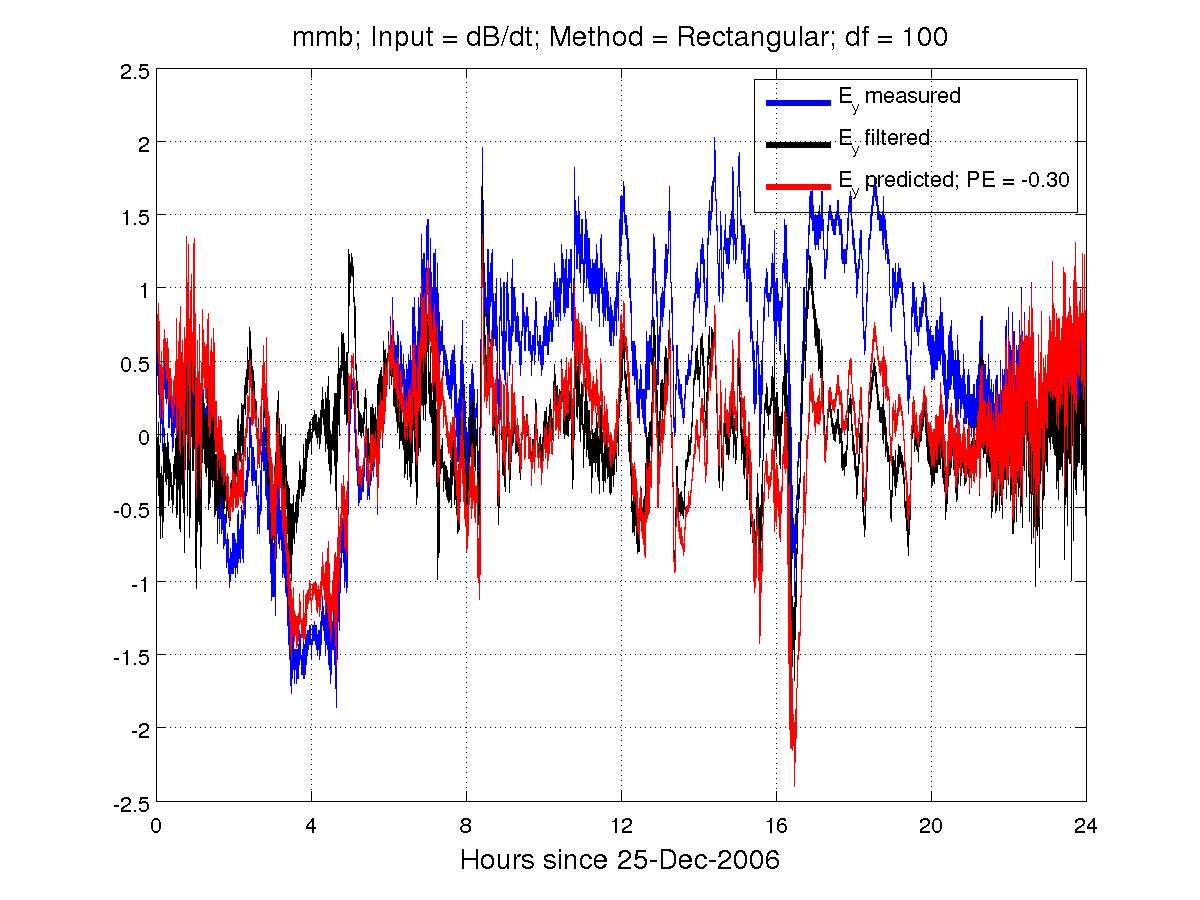 mmb; Input = dB/dt; Method = Rectangular; df = 100
2.5
2
1.5
1
0.5
0
-0.5
-1
-1.5
-2
-2.5
E_y measured
E_y filtered
E_y predicted; PE = -0.30
0 4 8 12 16 20 24
Hours since 25-Dec-2006